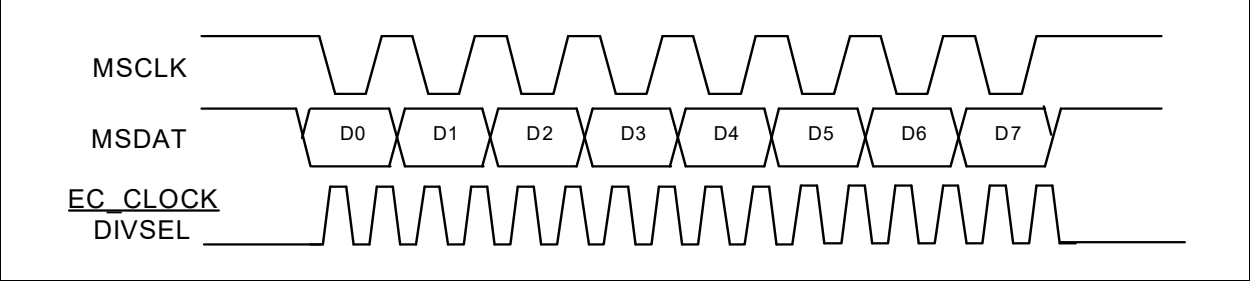 MSCLK
MSDAT
D0 D1 D2 D3 D4 D5 D6 D7
EC_CLOCK
DIVSEL